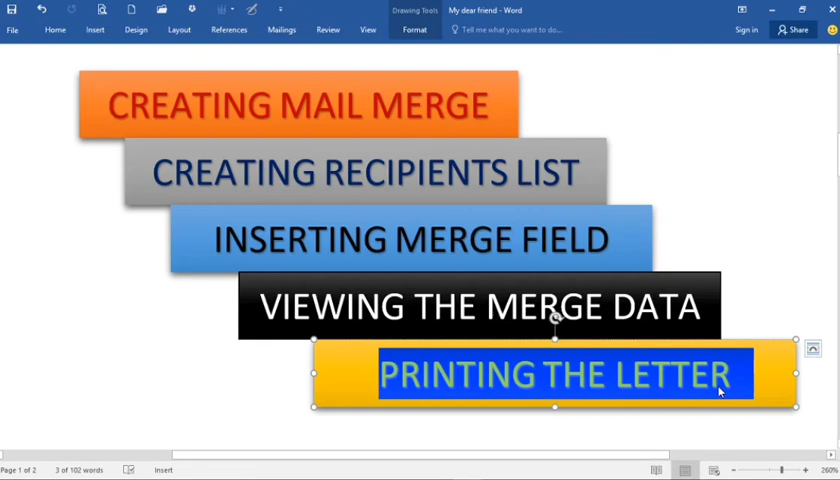 Drawing Tools
My dear friend - Word
File
Home
Insert
Design
Layout
References
Mailings
Review
View
Format
Tell me what you want to do...
Sign in
Share
CREATING MAIL MERGE
CREATING RECIPIENTS LIST
INSERTING MERGE FIELD
VIEWING THE MERGE DATA
PRINTING THE LETTER
Page 1 of 2
3 of 102 words
Insert
260%